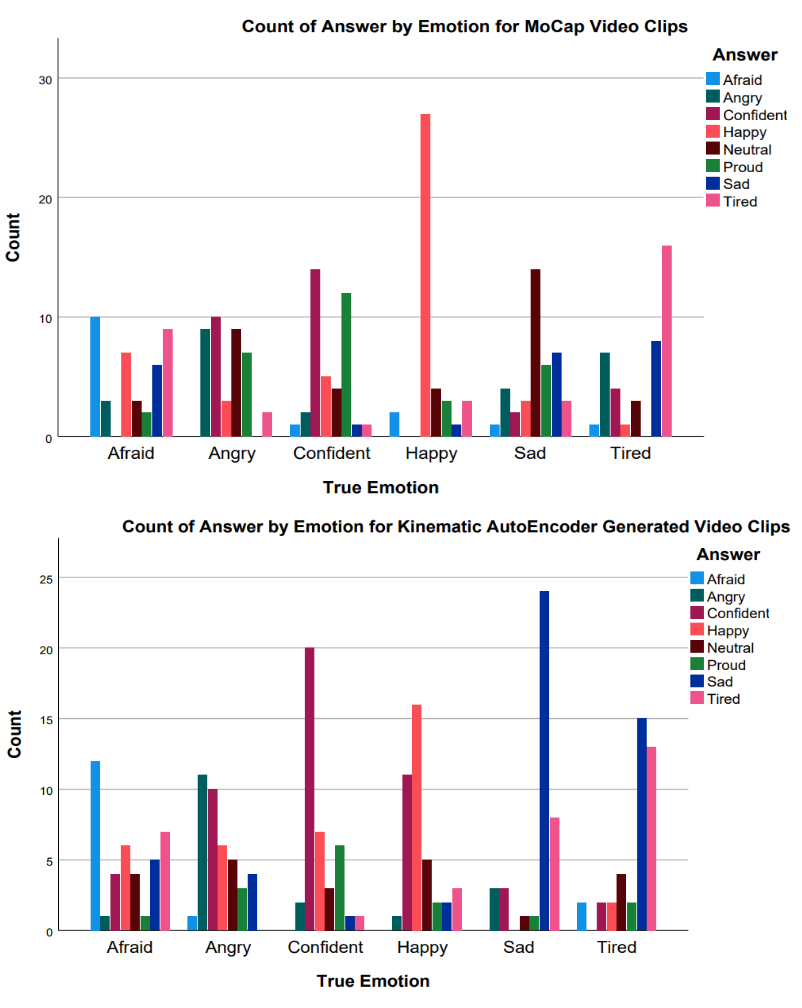 Count of Answer by Emotion for MoCap Video Clips
Answer
Afraid
Angry
Confident
Happy
Neutral
Proud
Sad
Tired
30
20
10
0
Count
Afraid Angry Confident Happy Sad Tired
True Emotion
Count of Answer by Emotion for Kinematic AutoEncoder Generated Video Clips
Answer
Afraid
Angry
Confident
Happy
Neutral
Proud
Sad
Tired
25
20
15
10
5
0
Count
Afraid Angry Confident Happy Sad Tired
True Emotion